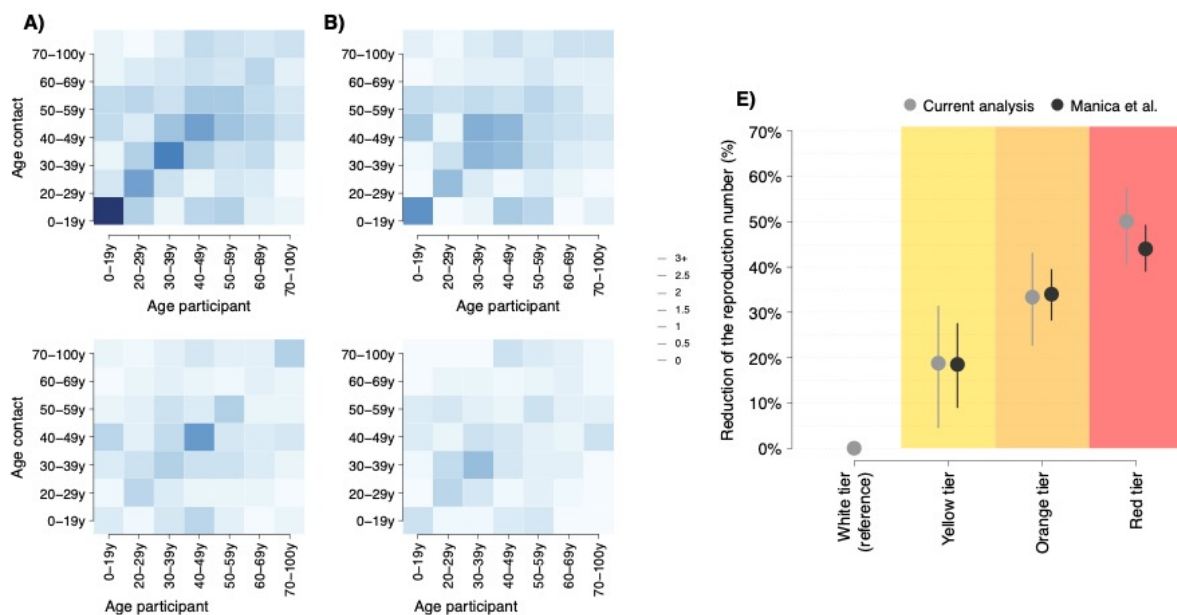 A)
Age contact
70–100y
60–69y
50–59y
40–49y
30–39y
20–29y
0–19y
0–19y
20–29y
30–39y
40–49y
50–59y
60–69y
70–100y
Age participant
B)
70–100y
60–69y
50–59y
40–49y
30–39y
20–29y
0–19y
0–19y
20–29y
30–39y
40–49y
50–59y
60–69y
70–100y
Age participant
3+
2.5
2
1.5
1
0.5
0
Age contact
70–100y
60–69y
50–59y
40–49y
30–39y
20–29y
0–19y
0–19y
20–29y
30–39y
40–49y
50–59y
60–69y
70–100y
Age participant
70–100y
60–69y
50–59y
40–49y
30–39y
20–29y
0–19y
0–19y
20–29y
30–39y
40–49y
50–59y
60–69y
70–100y
Age participant
E)
Current analysis
Manica et al.
Reduction of the reproduction number (%)
70%
60%
50%
40%
30%
20%
10%
0%
White tier
(reference)
Yellow tier
Orange tier
Red tier